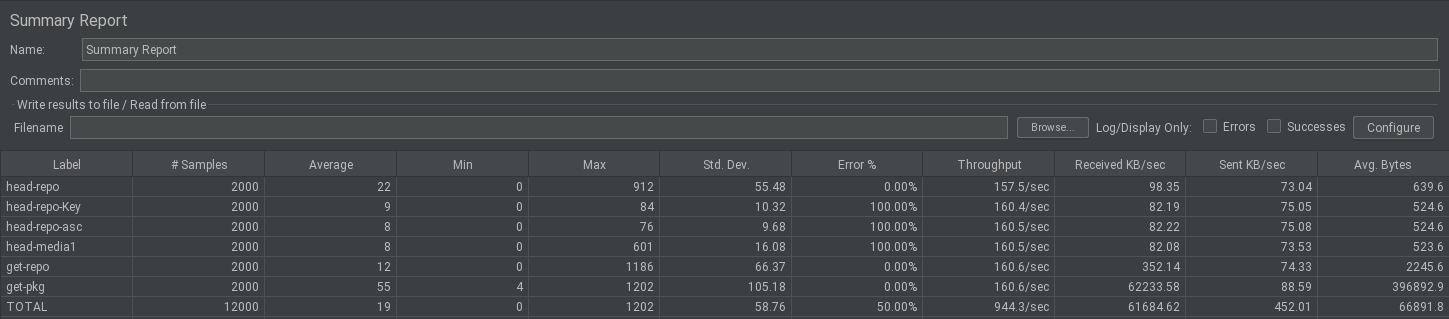 Summary Report
Name: Summary Report
Comments:
Write results to file / Read from file
Filename Browse... Log/Display Only: Errors Successes Configure
Label # Samples Average Min Max Std. Dev. Error % Throughput Received KB/sec Sent KB/sec Avg. Bytes
head-repo 2000 22 0 912 55.48 0.00% 157.5/sec 98.35 73.04 639.6
head-repo-Key 2000 9 0 84 10.32 100.00% 160.4/sec 82.19 75.05 524.6
head-repo-asc 2000 8 0 76 9.68 100.00% 160.5/sec 82.22 75.08 524.6
head-media1 2000 8 0 601 16.08 100.00% 160.5/sec 82.08 73.53 523.6
get-repo 2000 12 0 1186 66.37 0.00% 160.6/sec 352.14 74.33 2245.6
get-pkg 2000 55 4 1202 105.18 0.00% 160.6/sec 62233.58 88.59 396892.9
TOTAL 12000 19 0 1202 58.76 50.00% 944.3/sec 61684.62 452.01 66891.8